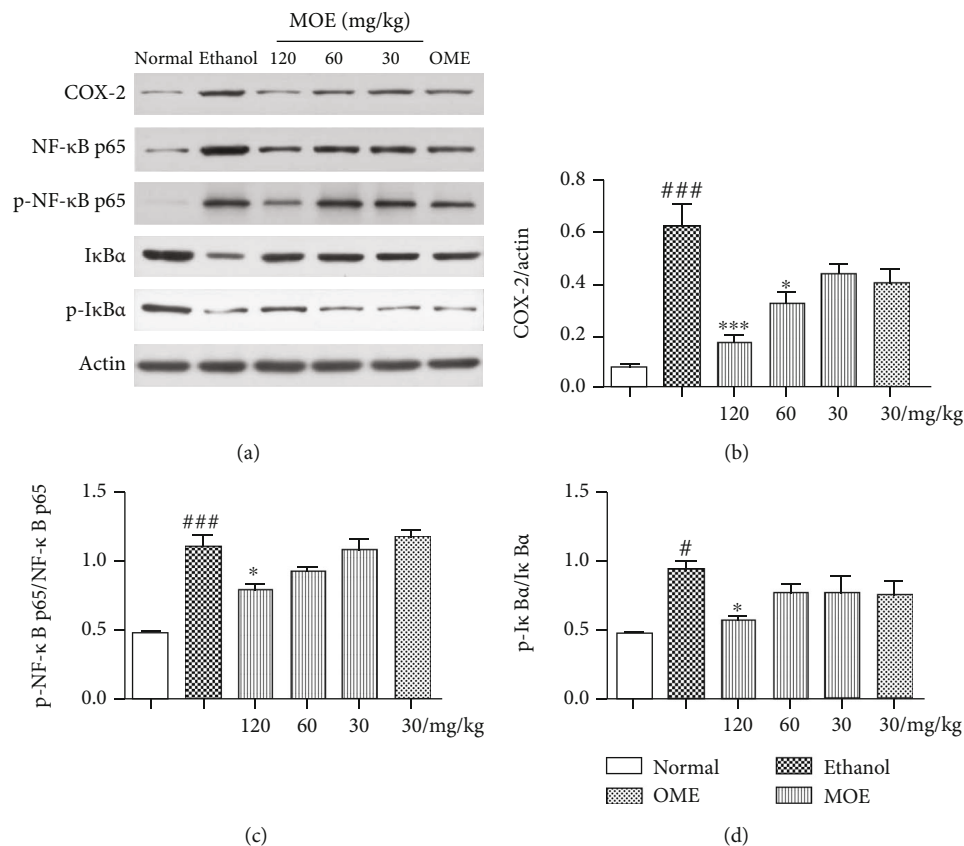 MOE (mg/kg)
Normal Ethanol 120 60 30 OME
COX-2
NF-κB p65
p-NF-κB p65
IκBα
p-IκBα
Actin
(a)
COX-2/actin
0.8
0.6
0.4
0.2
0.0
###
***
*
120 60 30 30/mg/kg
(b)
p-NF-κ B p65/NF-κ B p65
1.5
1.0
0.5
0.0
###
*
120 60 30 30/mg/kg
(c)
p-Iκ Bα/Iκ Bα
1.5
1.0
0.5
0.0
#
*
120 60 30 30/mg/kg
Normal Ethanol
OME MOE
(d)